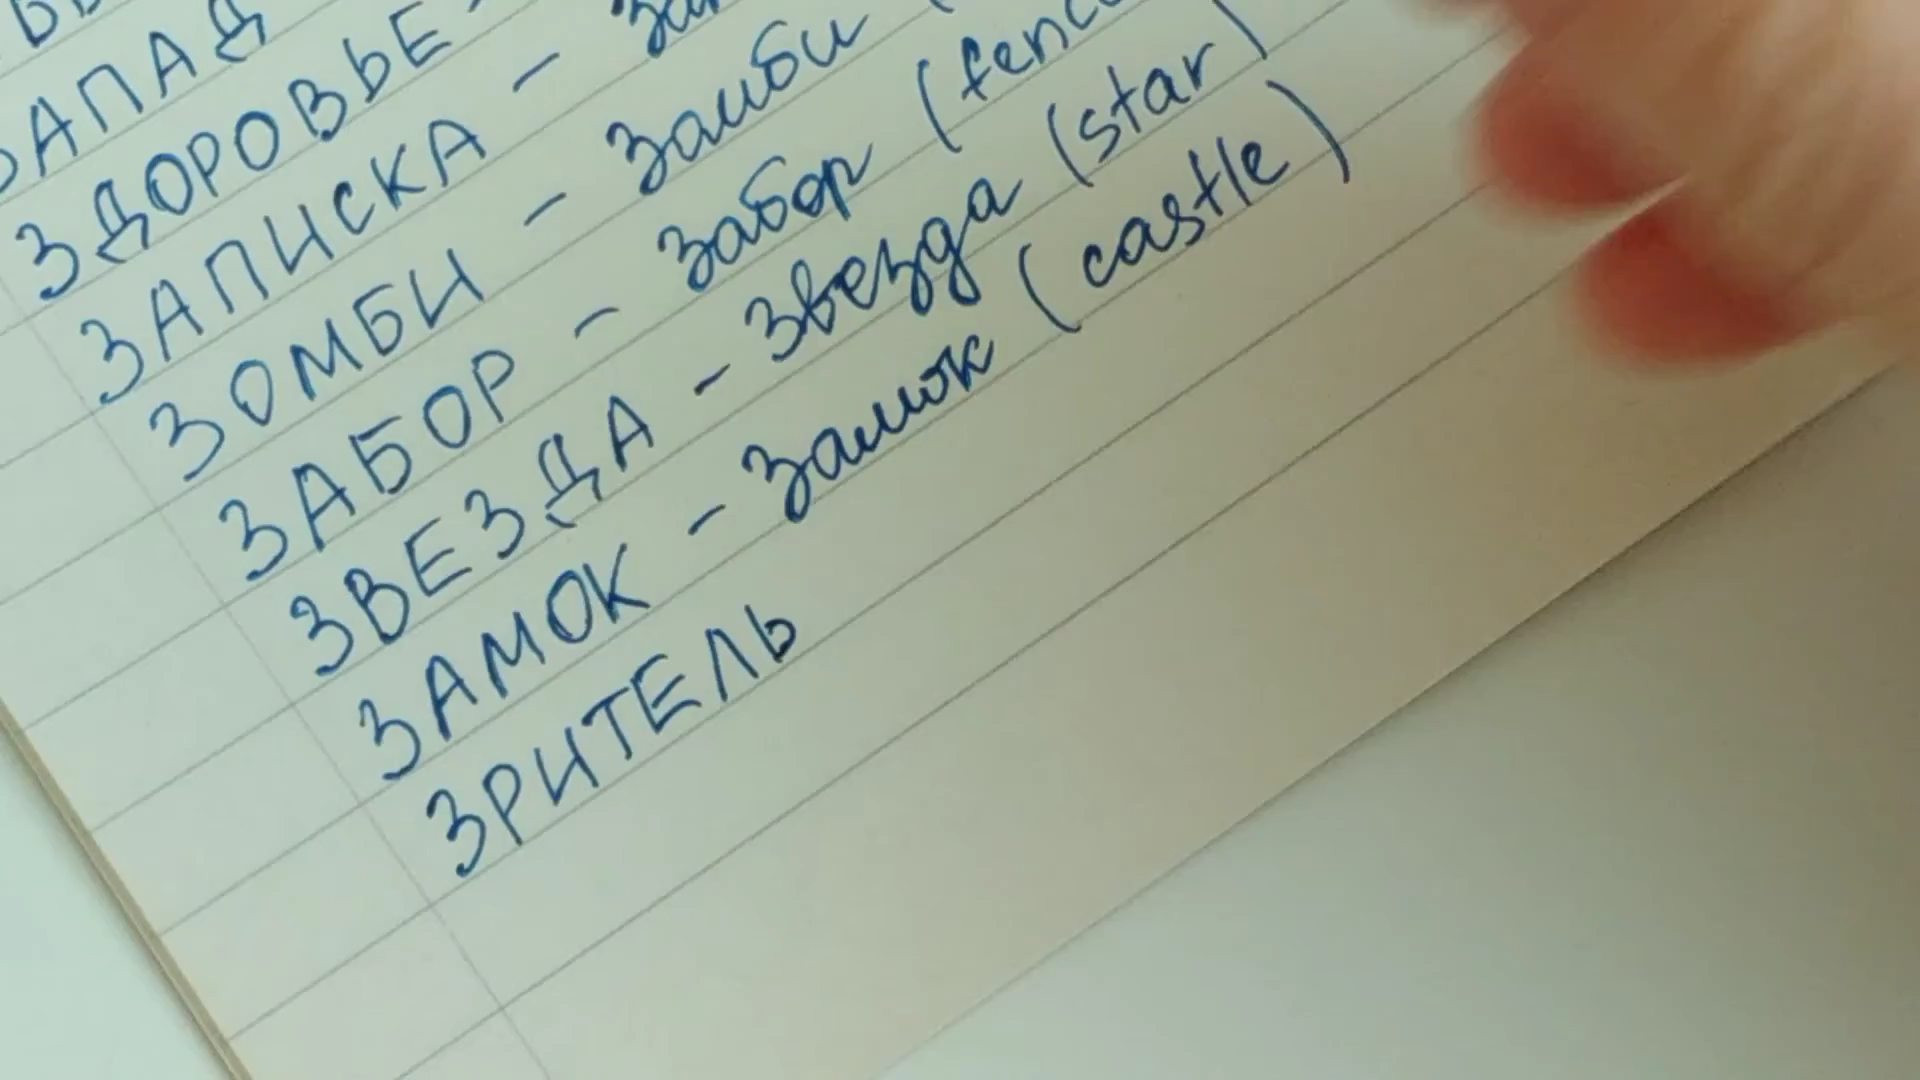 ЗАПАД
ЗДОРОВЬЕ -
ЗАПИСКА -
ЗОМБИ - зомби (
ЗАБОР - забор (fence
ЗВЕЗДА - звезда (star)
ЗАМОК - замок (castle)
ЗРИТЕЛЬ